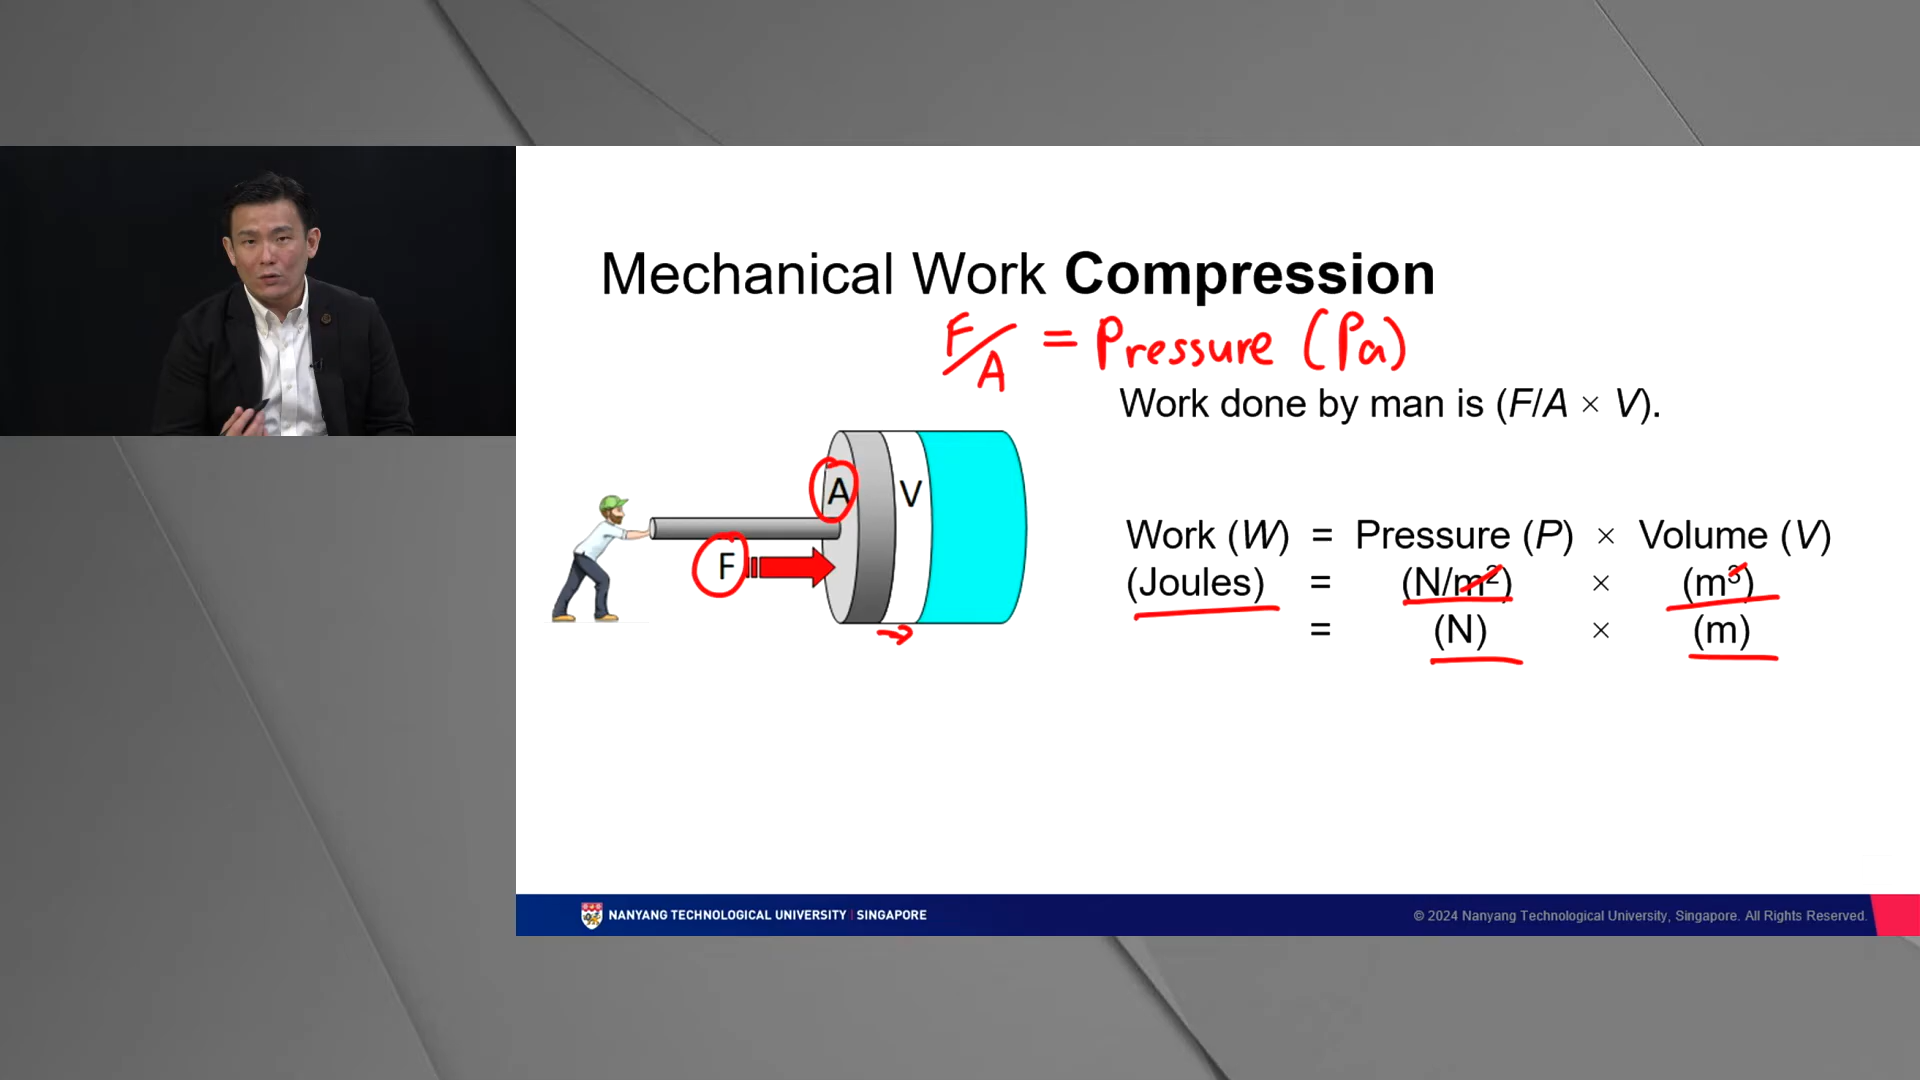 Mechanical Work Compression
F/A = Pressure (Pa)
Work done by man is (F/A × V).
A
V
F
Work (W) = Pressure (P) × Volume (V)
(Joules) = (N/m²) × (m³)
= (N) × (m)
NANYANG TECHNOLOGICAL UNIVERSITY | SINGAPORE
© 2024 Nanyang Technological University, Singapore. All Rights Reserved.